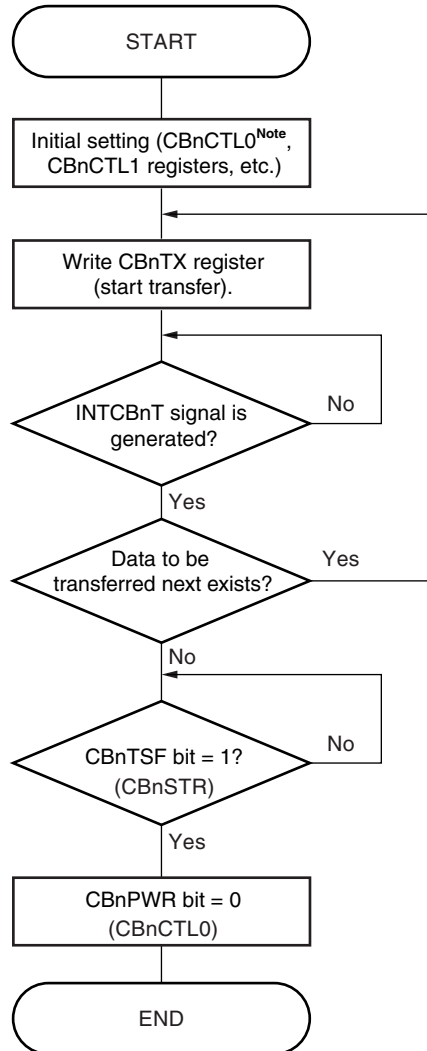 START
Initial setting (CBnCTL0Note,
CBnCTL1 registers, etc.)
Write CBnTX register
(start transfer).
INTCBnT signal is
generated?
No
Yes
Data to be
transferred next exists?
Yes
No
CBnTSF bit = 1?
(CBnSTR)
No
Yes
CBnPWR bit = 0
(CBnCTL0)
END